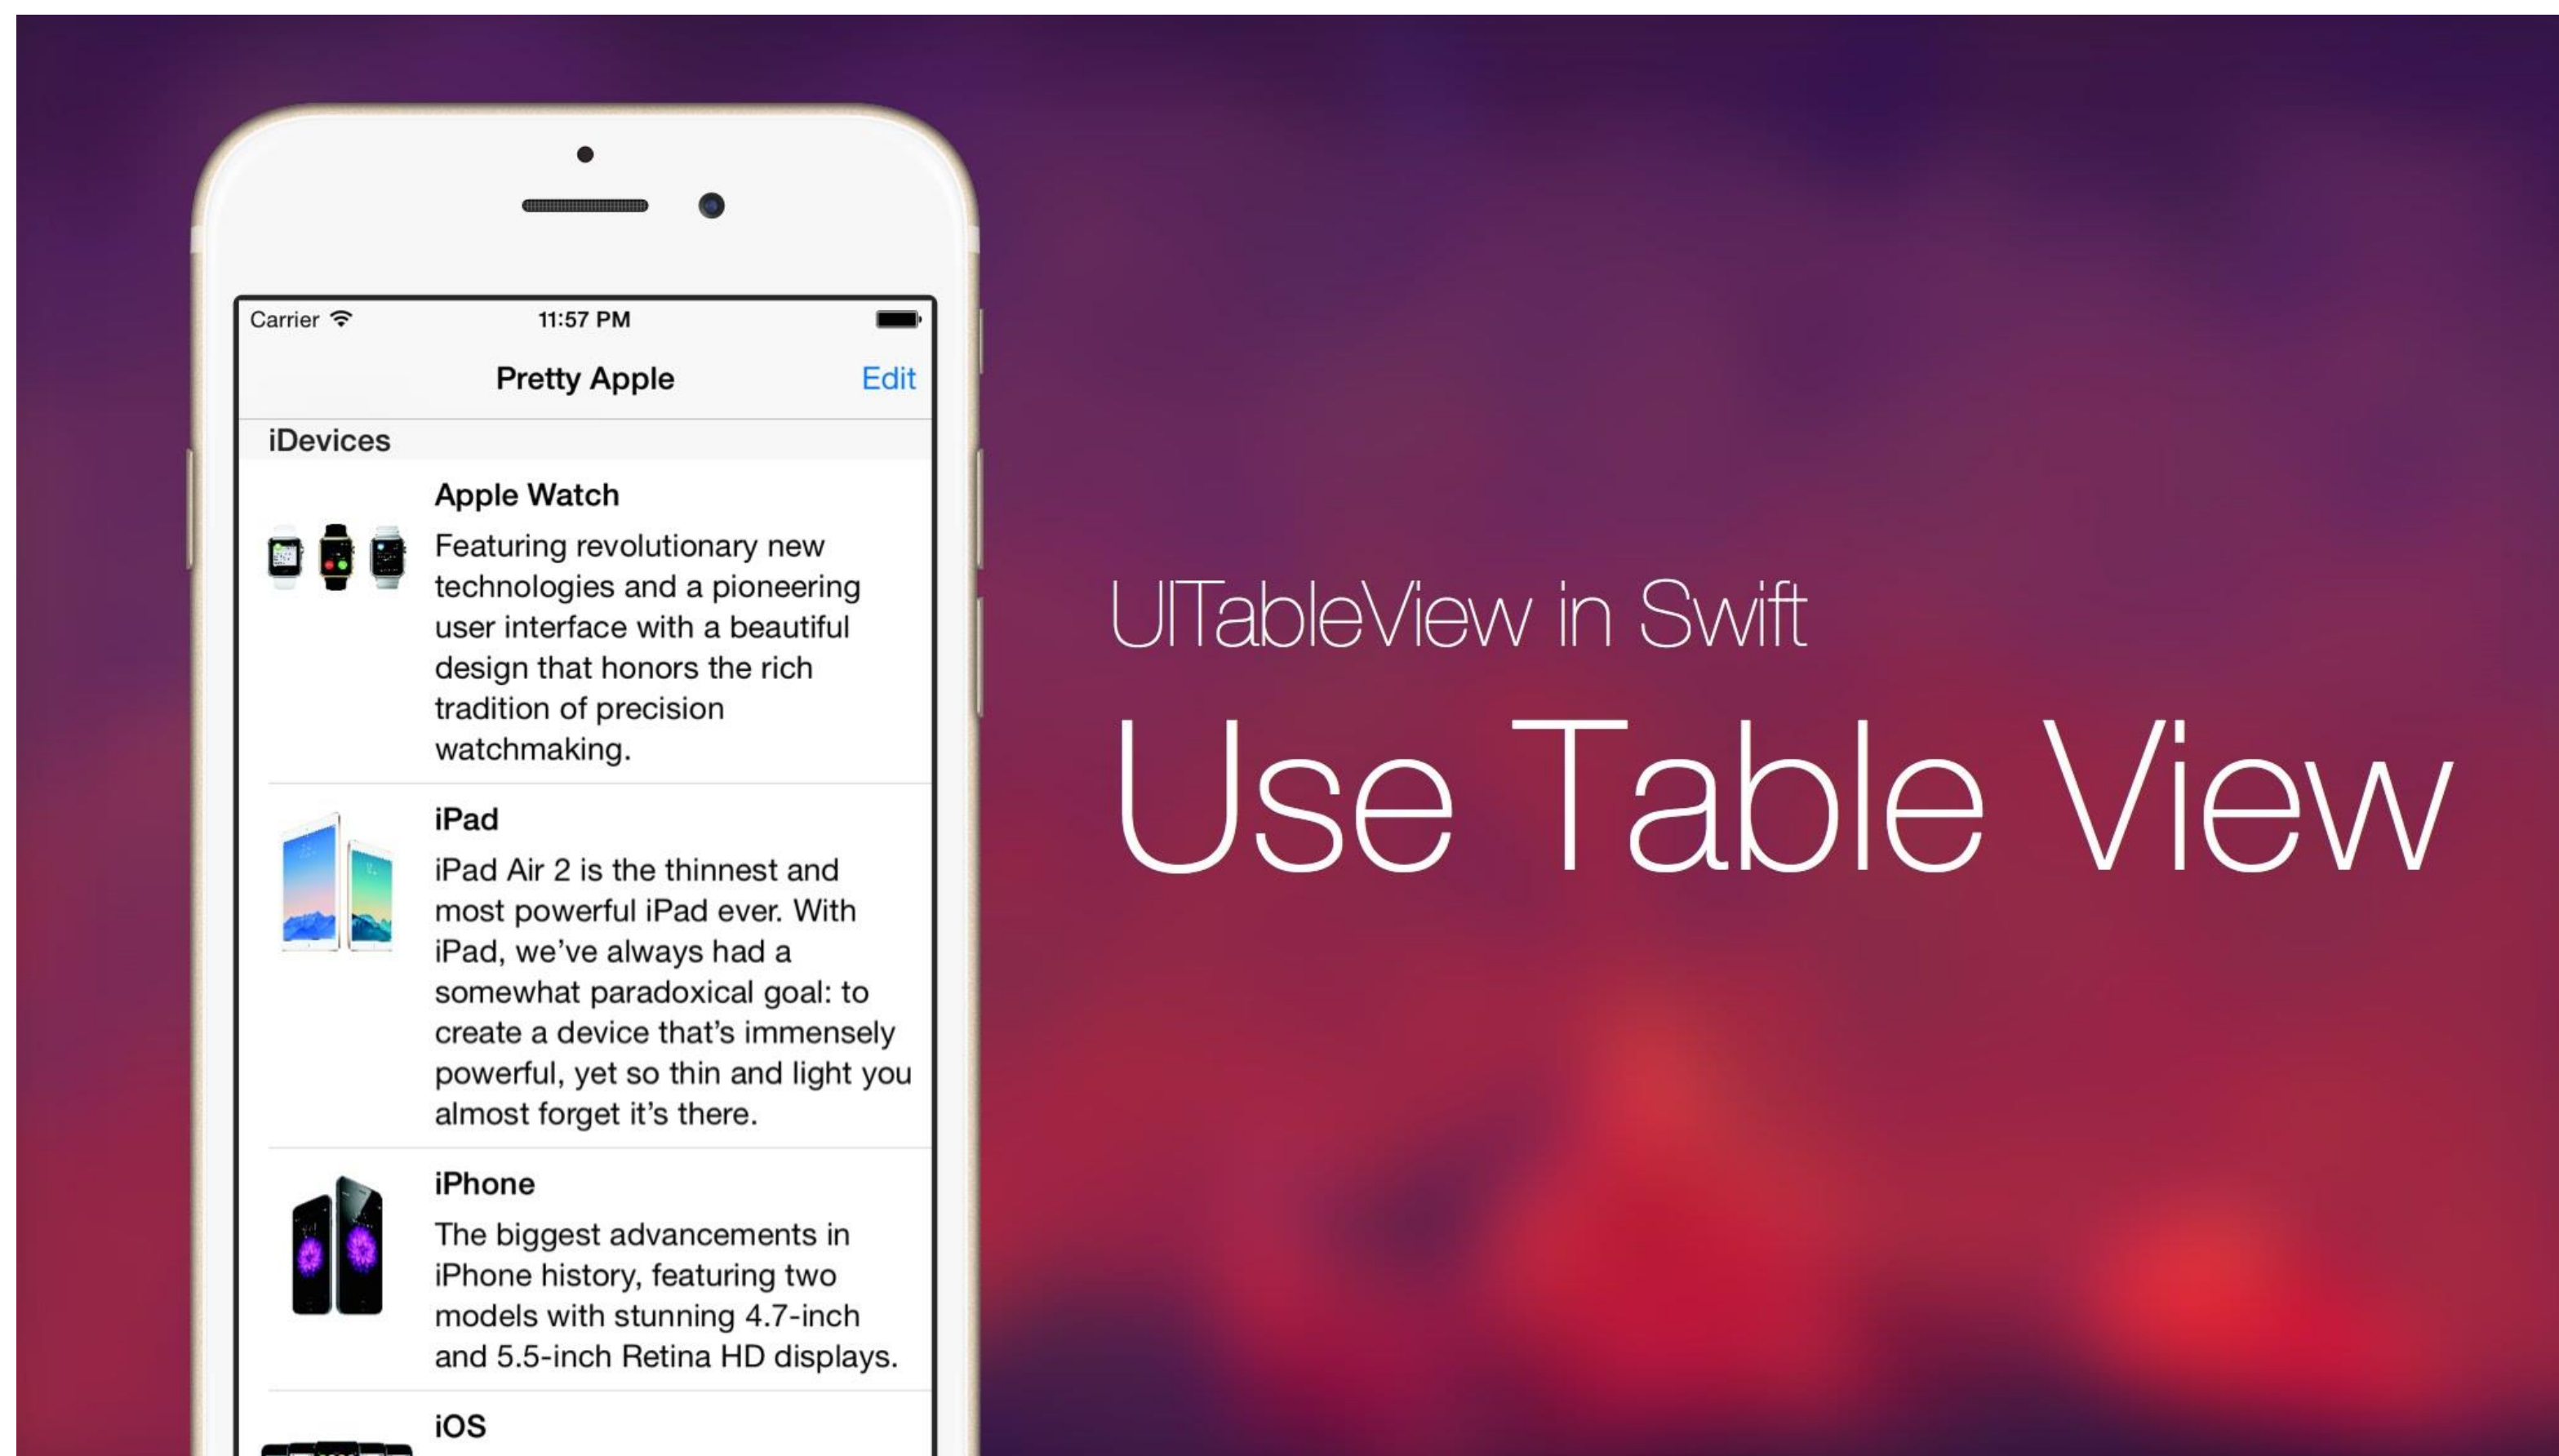 Carrier
11:57 PM
Pretty Apple
Edit
iDevices
Apple Watch
Featuring revolutionary new
technologies and a pioneering
user interface with a beautiful
design that honors the rich
tradition of precision
watchmaking.
iPad
iPad Air 2 is the thinnest and
most powerful iPad ever. With
iPad, we’ve always had a
somewhat paradoxical goal: to
create a device that’s immensely
powerful, yet so thin and light you
almost forget it’s there.
iPhone
The biggest advancements in
iPhone history, featuring two
models with stunning 4.7-inch
and 5.5-inch Retina HD displays.
iOS
UITableView in Swift
Use Table View